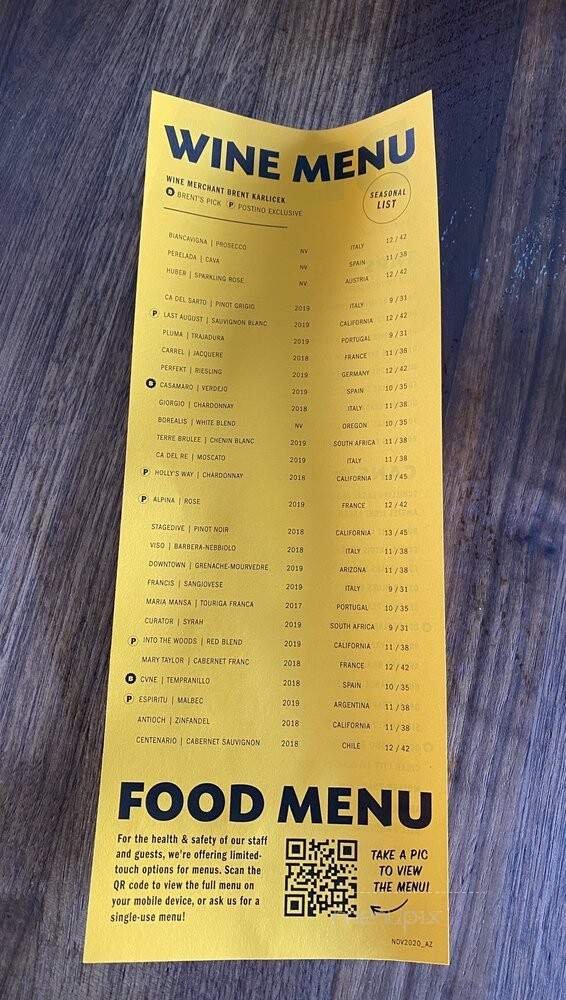 WINE MENU
WINE MERCHANT BRENT KARLICEK
B BRENT'S PICK P POSTINO EXCLUSIVE
SEASONAL
LIST
BIANCAVIGNA | PROSECCO NV ITALY 12 / 42
PERELADA | CAVA NV SPAIN 11 / 38
HUBER | SPARKLING ROSE NV AUSTRIA 12 / 42
CA DEL SARTO | PINOT GRIGIO 2019 ITALY 9 / 31
P LAST AUGUST | SAUVIGNON BLANC 2019 CALIFORNIA 12 / 42
PLUMA | TRAJADURA 2019 PORTUGAL 9 / 31
CARREL | JACQUERE 2018 FRANCE 11 / 38
PERFEKT | RIESLING 2019 GERMANY 12 / 42
B CASAMARO | VERDEJO 2019 SPAIN 10 / 35
GIORGIO | CHARDONNAY 2018 ITALY 11 / 38
BOREALIS | WHITE BLEND NV OREGON 10 / 35
TERRE BRULEE | CHENIN BLANC 2019 SOUTH AFRICA 11 / 38
CA DEL RE | MOSCATO 2019 ITALY 11 / 38
P HOLLY'S WAY | CHARDONNAY 2018 CALIFORNIA 13 / 45
P ALPINA | ROSE 2019 FRANCE 12 / 42
STAGEDIVE | PINOT NOIR 2018 CALIFORNIA 13 / 45
VISO | BARBERA-NEBBIOLO 2018 ITALY 11 / 38
DOWNTOWN | GRENACHE-MOURVEDRE 2019 ARIZONA 11 / 38
FRANCIS | SANGIOVESE 2019 ITALY 9 / 31
MARIA MANSA | TOURIGA FRANCA 2017 PORTUGAL 10 / 35
CURATOR | SYRAH 2019 SOUTH AFRICA 9 / 31
P INTO THE WOODS | RED BLEND 2019 CALIFORNIA 11 / 38
MARY TAYLOR | CABERNET FRANC 2018 FRANCE 12 / 42
B CVNE | TEMPRANILLO 2018 SPAIN 10 / 35
P ESPIRITU | MALBEC 2019 ARGENTINA 11 / 38
ANTIOCH | ZINFANDEL 2018 CALIFORNIA 11 / 38
CENTENARIO | CABERNET SAUVIGNON 2018 CHILE 12 / 42
FOOD MENU
For the health & safety of our staff
and guests, we're offering limited-
touch options for menus. Scan the
QR code to view the full menu on
your mobile device, or ask us for a
single-use menu!
TAKE A PIC
TO VIEW
THE MENU!
NOV2020_AZ